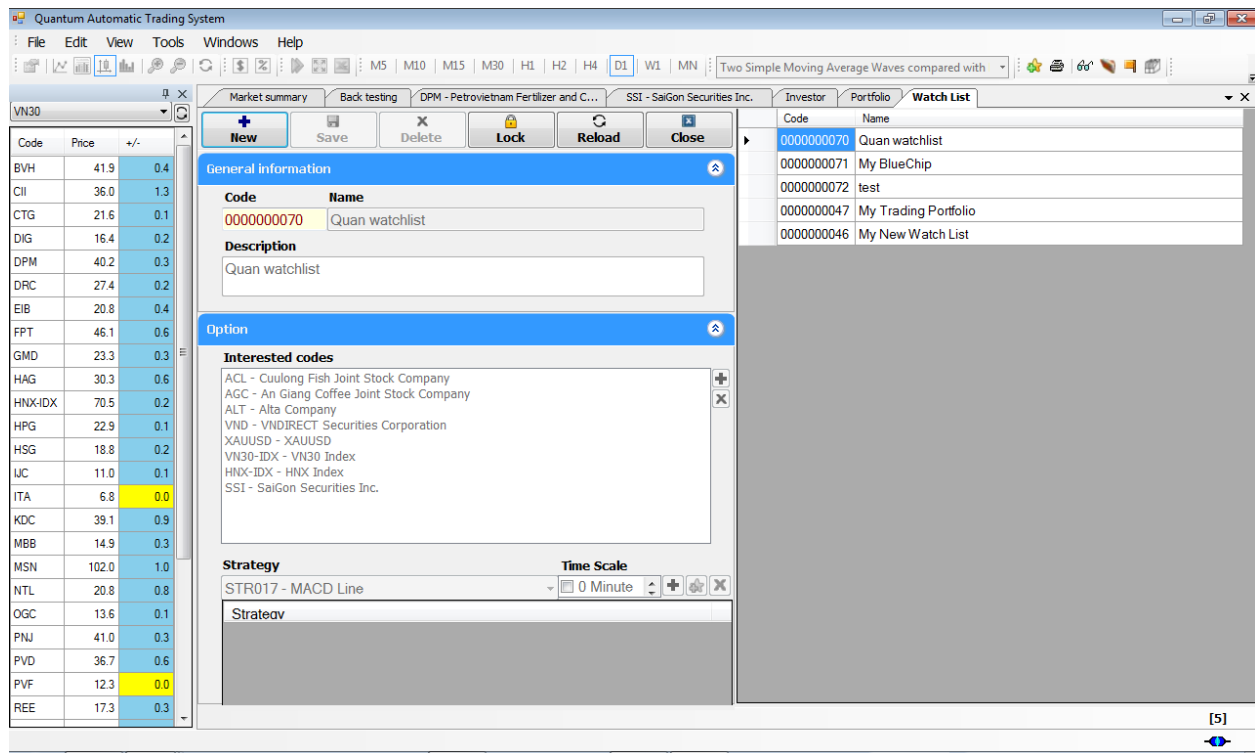 Quantum Automatic Trading System
File Edit View Tools Windows Help
M5 M10 M15 M30 H1 H2 H4 D1 W1 MN Two Simple Moving Average Waves compared with
Market summary Back testing DPM - Petrovietnam Fertilizer and C... SSI - SaiGon Securities Inc. Investor Portfolio Watch List
VN30
Code Price +/-
BVH 41.9 0.4
CII 36.0 1.3
CTG 21.6 0.1
DIG 16.4 0.2
DPM 40.2 0.3
DRC 27.4 0.2
EIB 20.8 0.4
FPT 46.1 0.6
GMD 23.3 0.3
HAG 30.3 0.6
HNX-IDX 70.5 0.2
HPG 22.9 0.1
HSG 18.8 0.2
IJC 11.0 0.1
ITA 6.8 0.0
KDC 39.1 0.9
MBB 14.9 0.3
MSN 102.0 1.0
NTL 20.8 0.8
OGC 13.6 0.1
PNJ 41.0 0.3
PVD 36.7 0.6
PVF 12.3 0.0
REE 17.3 0.3
New Save Delete Lock Reload Close
General information
Code Name
0000000070 Quan watchlist
Description
Quan watchlist
Option
Interested codes
ACL - Cuulong Fish Joint Stock Company
AGC - An Giang Coffee Joint Stock Company
ALT - Alta Company
VND - VNDIRECT Securities Corporation
XAUUSD - XAUUSD
VN30-IDX - VN30 Index
HNX-IDX - HNX Index
SSI - SaiGon Securities Inc.
Strategy Time Scale
STR017 - MACD Line 0 Minute
Strategy
Code Name
0000000070 Quan watchlist
0000000071 My BlueChip
0000000072 test
0000000047 My Trading Portfolio
0000000046 My New Watch List
[5]